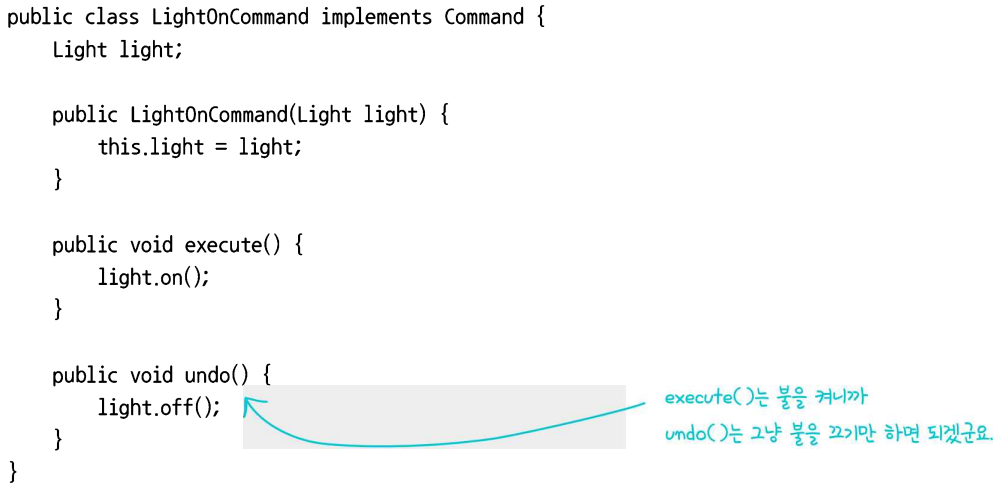 public class LightOnCommand implements Command {
Light light;
public LightOnCommand(Light light) {
this.light = light;
}
public void execute() {
light.on();
}
public void undo() {
light.off();
}
}
execute()는 불을 켜니까
undo()는 그냥 불을 끄기만 하면 되겠군요.